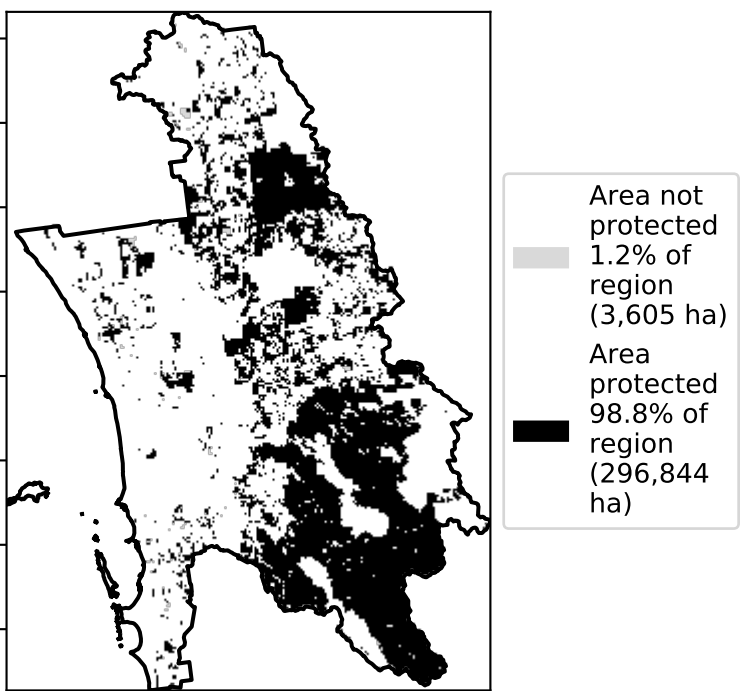 Area not
protected
1.2% of
region
(3,605 ha)
Area
protected
98.8% of
region
(296,844
ha)